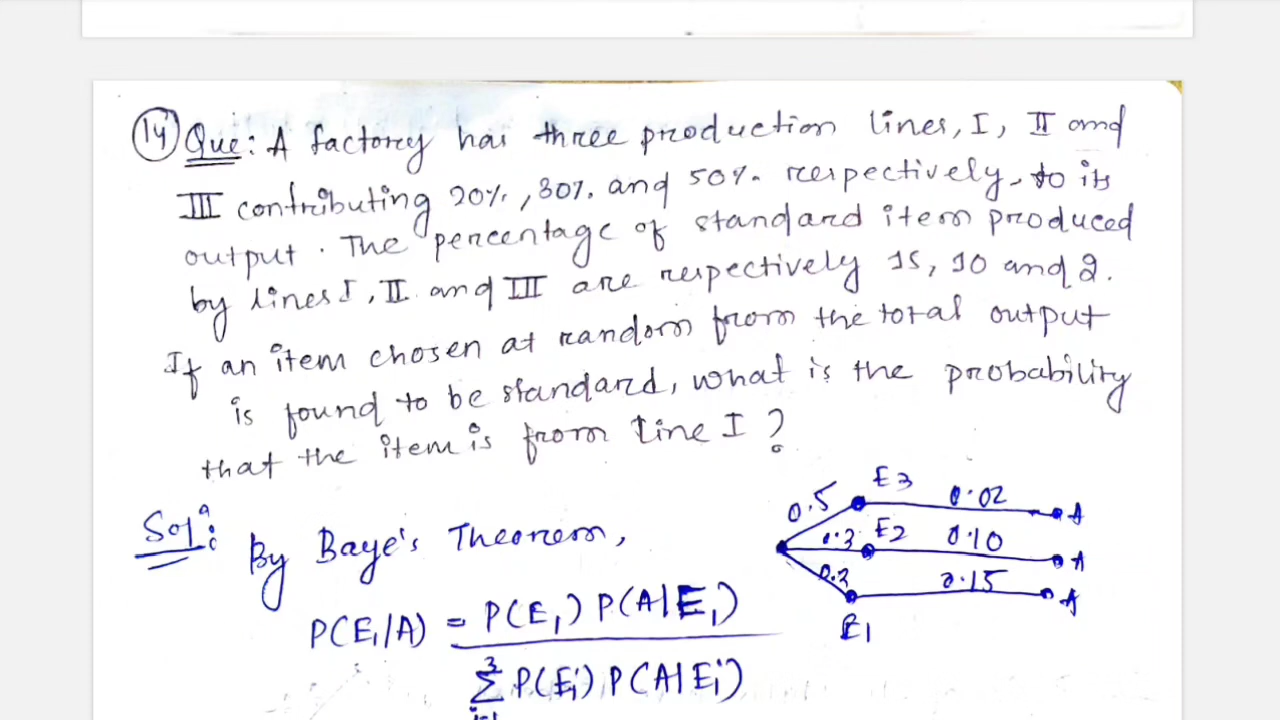 14 Que: A factory has three production lines, I, II and
III contributing 20%, 30% and 50% respectively, to its
output. The percentage of standard item produced
by lines I, II and III are respectively 15, 10 and 2.
If an item chosen at random from the total output
is found to be standard, what is the probability
that the item is from line I ?
Solⁿ:
By Baye's Theorem,
P(E₁/A) = P(E₁) P(A|E₁)
3
Σ P(Eᵢ) P(A|Eᵢ)
i=1
0.5 E3 0.02 A
0.3 E2 0.10 A
0.2 0.15 A
E1